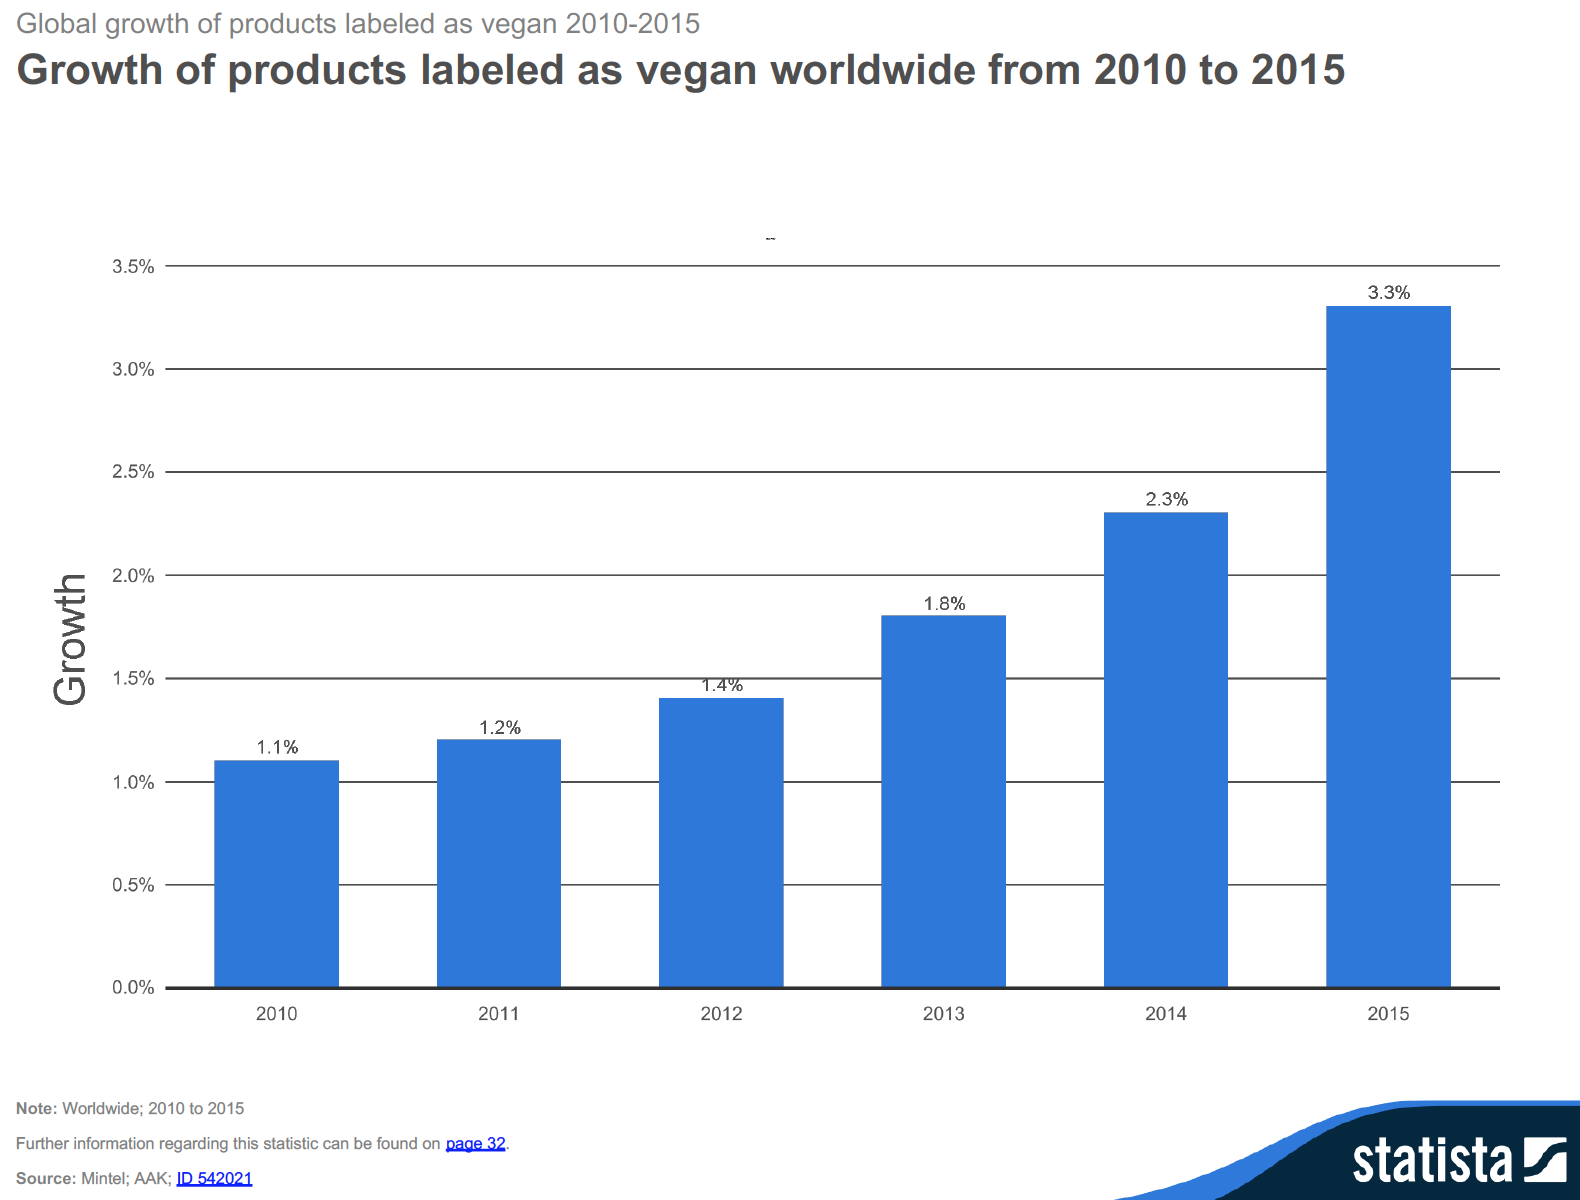 Global growth of products labeled as vegan 2010-2015
Growth of products labeled as vegan worldwide from 2010 to 2015
3.5%
3.3%
3.0%
2.5%
2.3%
2.0%
1.8%
Growth
1.5%
1.4%
1.2%
1.1%
1.0%
0.5%
0.0%
2010 2011 2012 2013 2014 2015
Note: Worldwide; 2010 to 2015
Further information regarding this statistic can be found on page 32.
Source: Mintel; AAK; ID 542021
statista